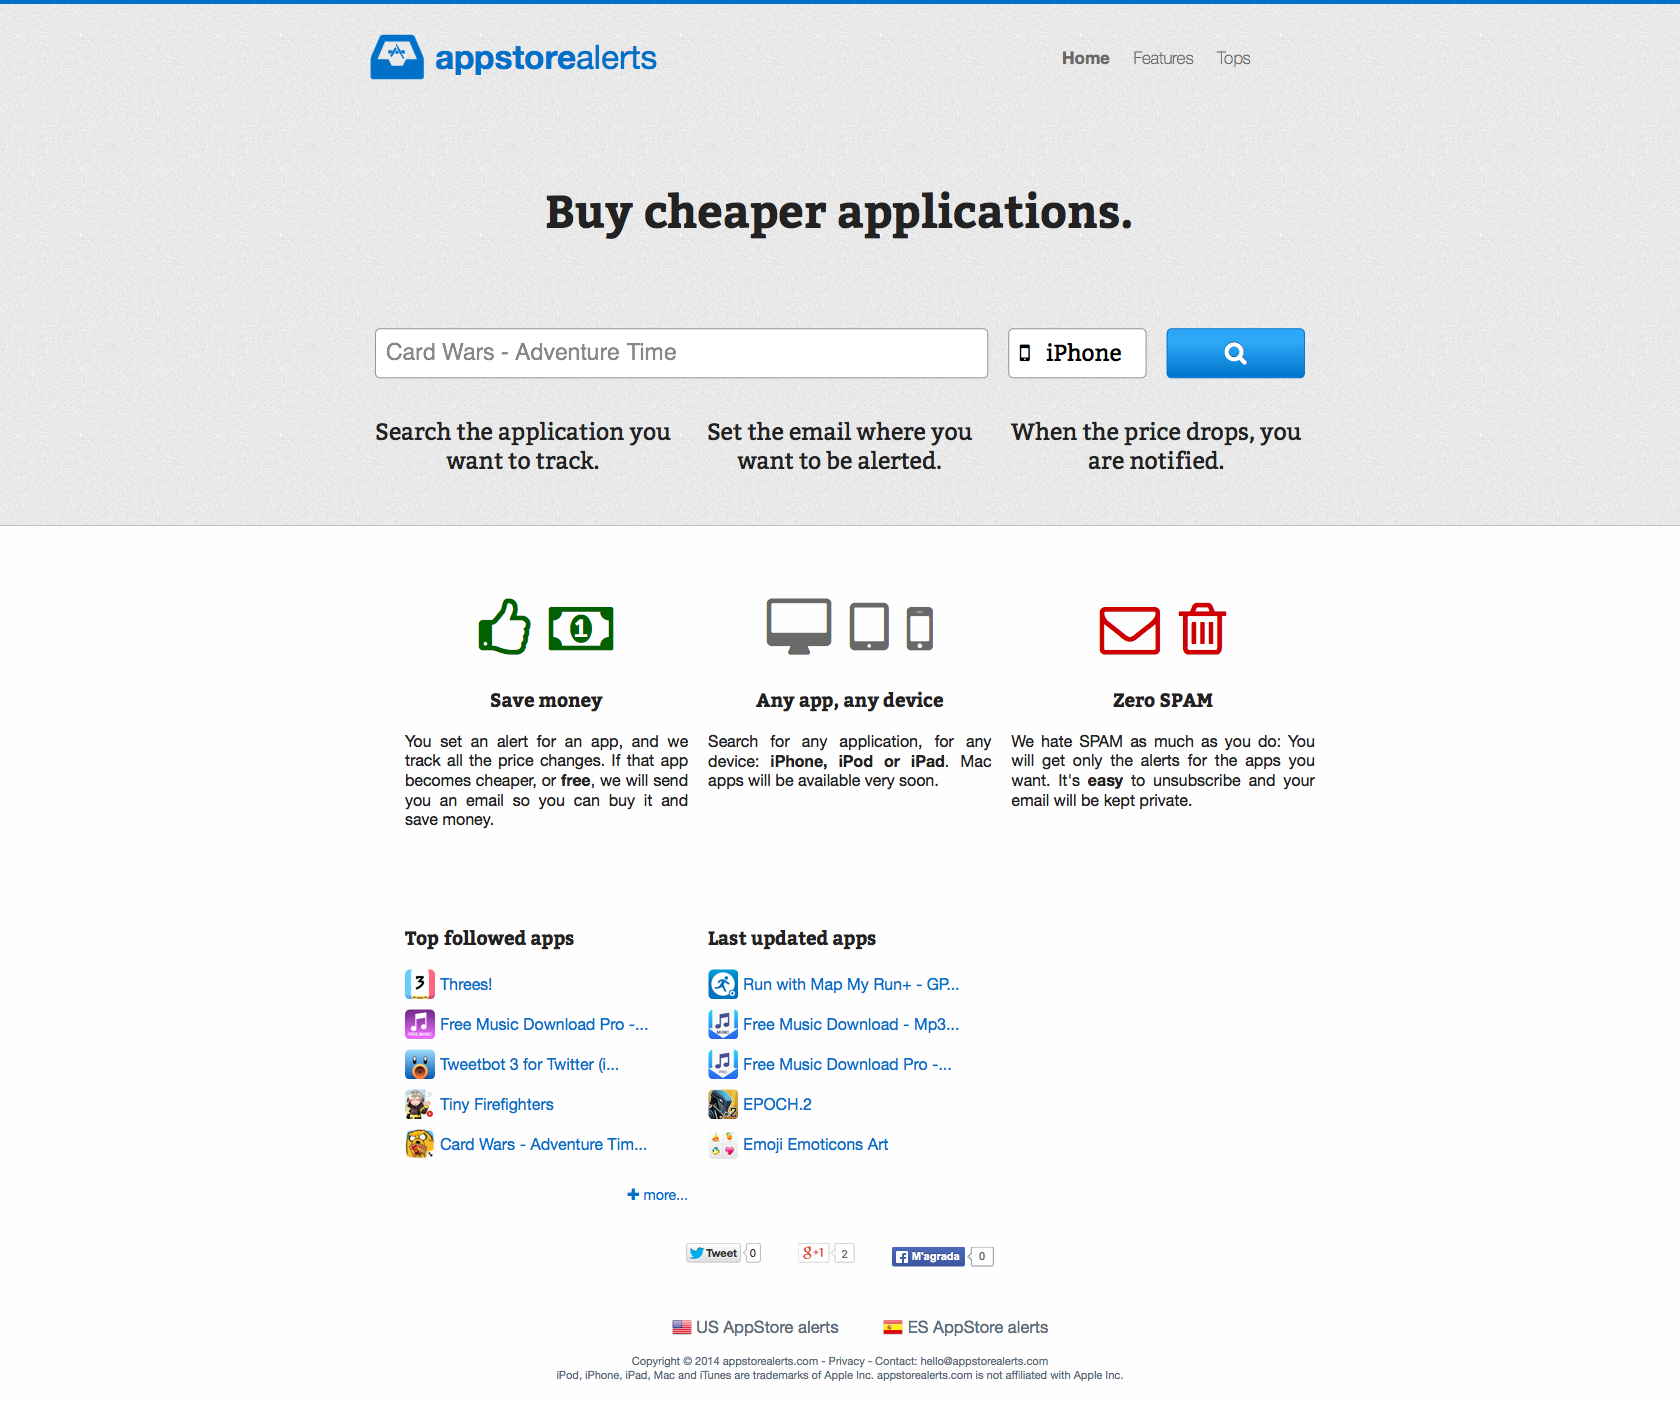 appstorealerts
Home Features Tops
Buy cheaper applications.
Card Wars - Adventure Time
iPhone
Search the application you
want to track.
Set the email where you
want to be alerted.
When the price drops, you
are notified.
1
Save money
You set an alert for an app, and we
track all the price changes. If that app
becomes cheaper, or free, we will send
you an email so you can buy it and
save money.
Any app, any device
Search for any application, for any
device: iPhone, iPod or iPad. Mac
apps will be available very soon.
Zero SPAM
We hate SPAM as much as you do: You
will get only the alerts for the apps you
want. It's easy to unsubscribe and your
email will be kept private.
Top followed apps
3
Threes!
FREE MUSIC
Free Music Download Pro -...
Tweetbot 3 for Twitter (i...
Tiny Firefighters
Card Wars - Adventure Tim...
+ more...
Last updated apps
Run with Map My Run+ - GP...
MUSIC
Free Music Download - Mp3...
PRO
Free Music Download Pro -...
2
EPOCH.2
Emoji Emoticons Art
Tweet 0
g+1 2
M'agrada 0
US AppStore alerts
ES AppStore alerts
Copyright © 2014 appstorealerts.com - Privacy - Contact: hello@appstorealerts.com
iPod, iPhone, iPad, Mac and iTunes are trademarks of Apple Inc. appstorealerts.com is not affiliated with Apple Inc.